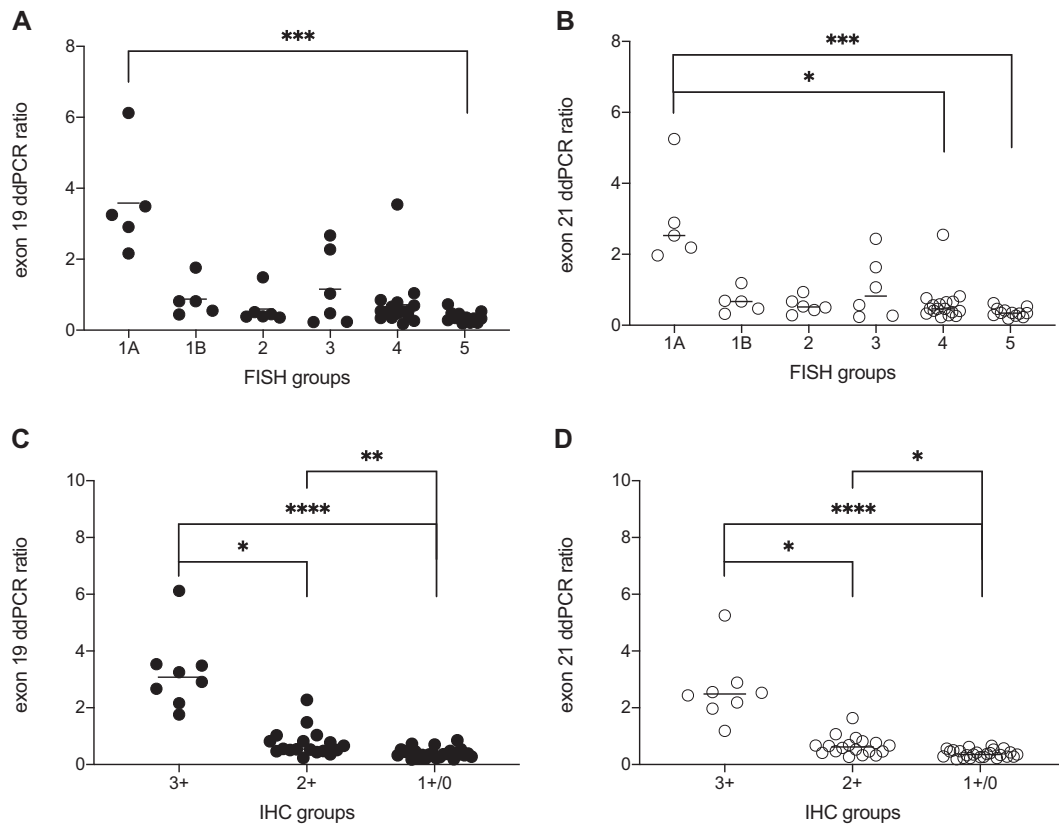 A
***
8
6
4
2
0
exon 19 ddPCR ratio
1A 1B 2 3 4 5
FISH groups
B
***
*
8
6
4
2
0
exon 21 ddPCR ratio
1A 1B 2 3 4 5
FISH groups
C
**
****
*
10
8
6
4
2
0
exon 19 ddPCR ratio
3+ 2+ 1+/0
IHC groups
D
*
****
*
10
8
6
4
2
0
exon 21 ddPCR ratio
3+ 2+ 1+/0
IHC groups